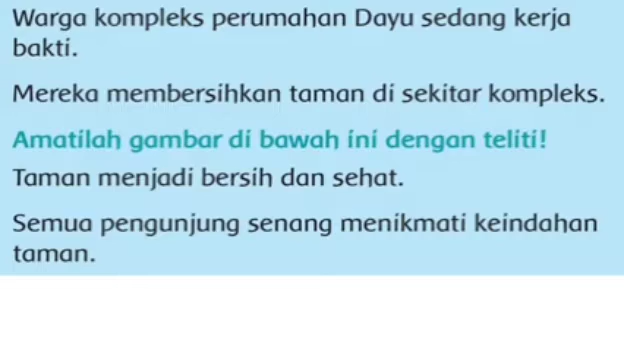 Warga kompleks perumahan Dayu sedang kerja
bakti.
Mereka membersihkan taman di sekitar kompleks.
Amatilah gambar di bawah ini dengan teliti!
Taman menjadi bersih dan sehat.
Semua pengunjung senang menikmati keindahan
taman.